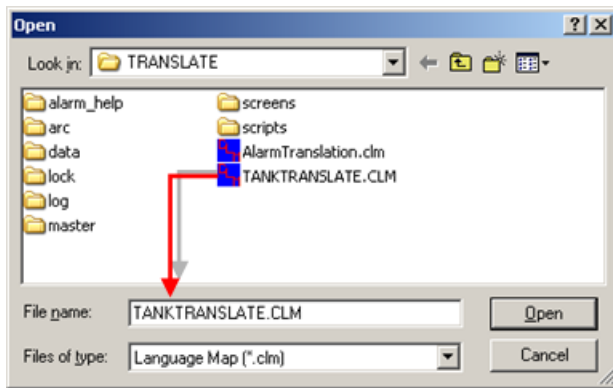 Open
Look in: TRANSLATE
alarm_help screens
arc scripts
data AlarmTranslation.clm
lock TANKTRANSLATE.CLM
log
master
File name: TANKTRANSLATE.CLM Open
Files of type: Language Map (*.clm) Cancel